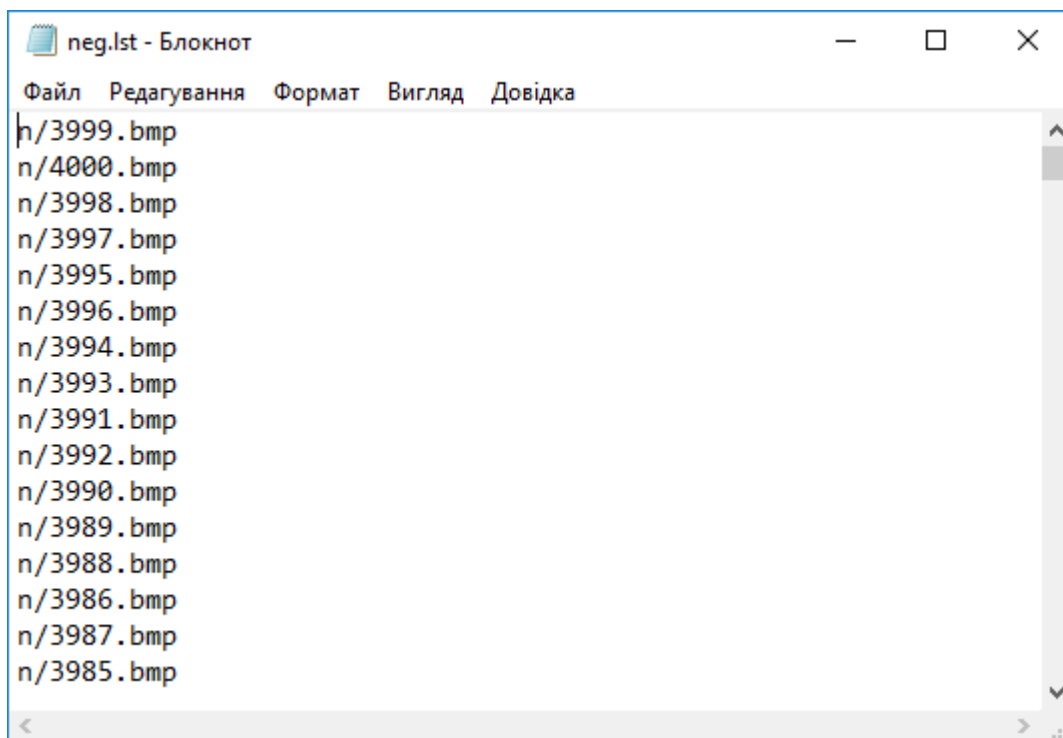 neg.lst - Блокнот
Файл Редагування Формат Вигляд Довідка
n/3999.bmp
n/4000.bmp
n/3998.bmp
n/3997.bmp
n/3995.bmp
n/3996.bmp
n/3994.bmp
n/3993.bmp
n/3991.bmp
n/3992.bmp
n/3990.bmp
n/3989.bmp
n/3988.bmp
n/3986.bmp
n/3987.bmp
n/3985.bmp